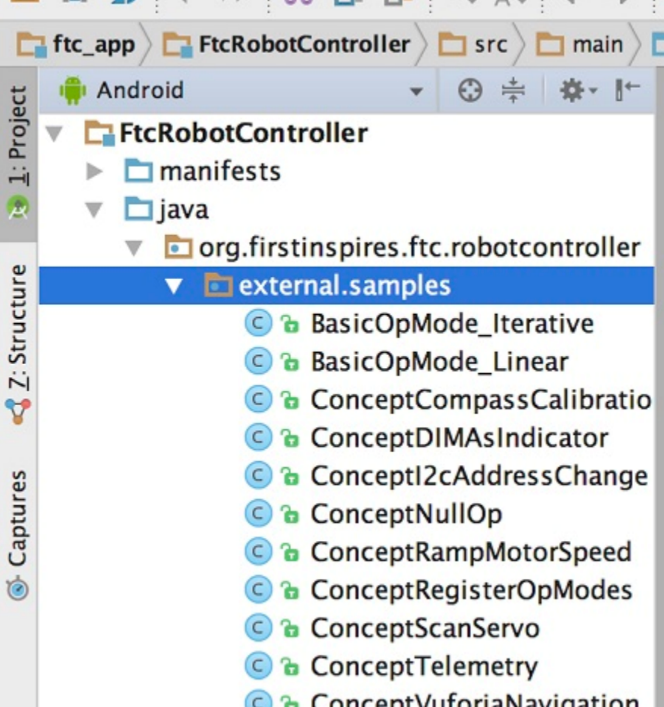 ftc_app FtcRobotController src main
Android
1: Project
FtcRobotController
manifests
java
org.firstinspires.ftc.robotcontroller
external.samples
Z: Structure
C BasicOpMode_Iterative
C BasicOpMode_Linear
C ConceptCompassCalibratio
C ConceptDIMAsIndicator
C ConceptI2cAddressChange
Captures
C ConceptNullOp
C ConceptRampMotorSpeed
C ConceptRegisterOpModes
C ConceptScanServo
C ConceptTelemetry
C ConceptVuforiaNavigation